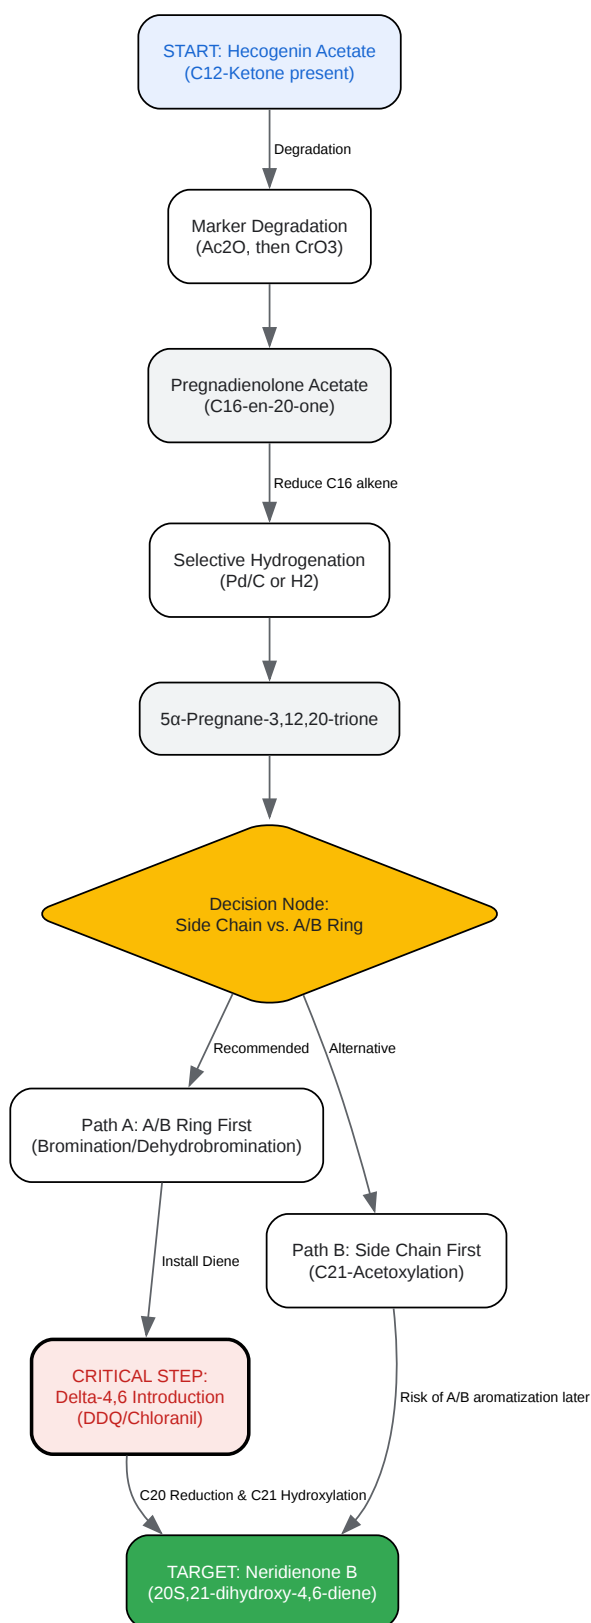 START: Hecogenin Acetate
(C12-Ketone present)
Degradation
Marker Degradation
(Ac2O, then CrO3)
Pregnadienolone Acetate
(C16-en-20-one)
Reduce C16 alkene
Selective Hydrogenation
(Pd/C or H2)
5α-Pregnane-3,12,20-trione
Decision Node:
Side Chain vs. A/B Ring
Recommended
Alternative
Path A: A/B Ring First
(Bromination/Dehydrobromination)
Path B: Side Chain First
(C21-Acetoxylation)
Install Diene
CRITICAL STEP:
Delta-4,6 Introduction
(DDQ/Chloranil)
Risk of A/B aromatization later
C20 Reduction & C21 Hydroxylation
TARGET: Neridienone B
(20S,21-dihydroxy-4,6-diene)